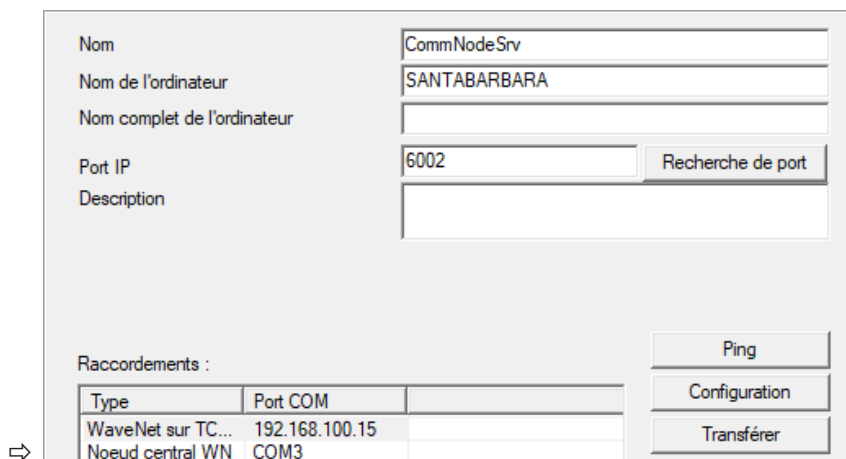 Nom CommNodeSrv
Nom de l'ordinateur SANTABARBARA
Nom complet de l'ordinateur
Port IP 6002 Recherche de port
Description
Ping
Raccordements :
Configuration
Type Port COM
WaveNet sur TC... 192.168.100.15
Transférer
Noeud central WN COM3